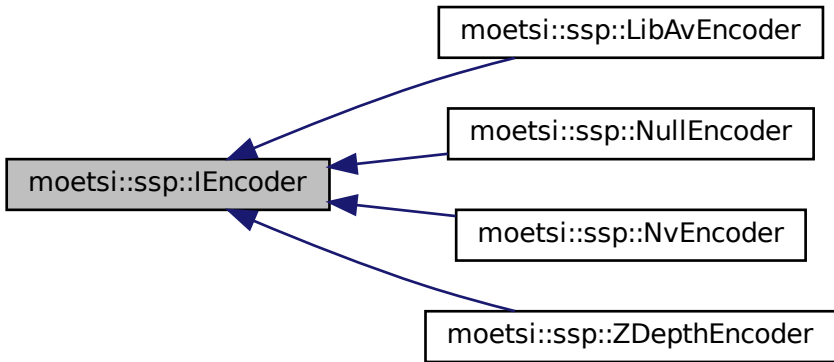 moetsi::ssp::LibAvEncoder
moetsi::ssp::NullEncoder
moetsi::ssp::IEncoder
moetsi::ssp::NvEncoder
moetsi::ssp::ZDepthEncoder